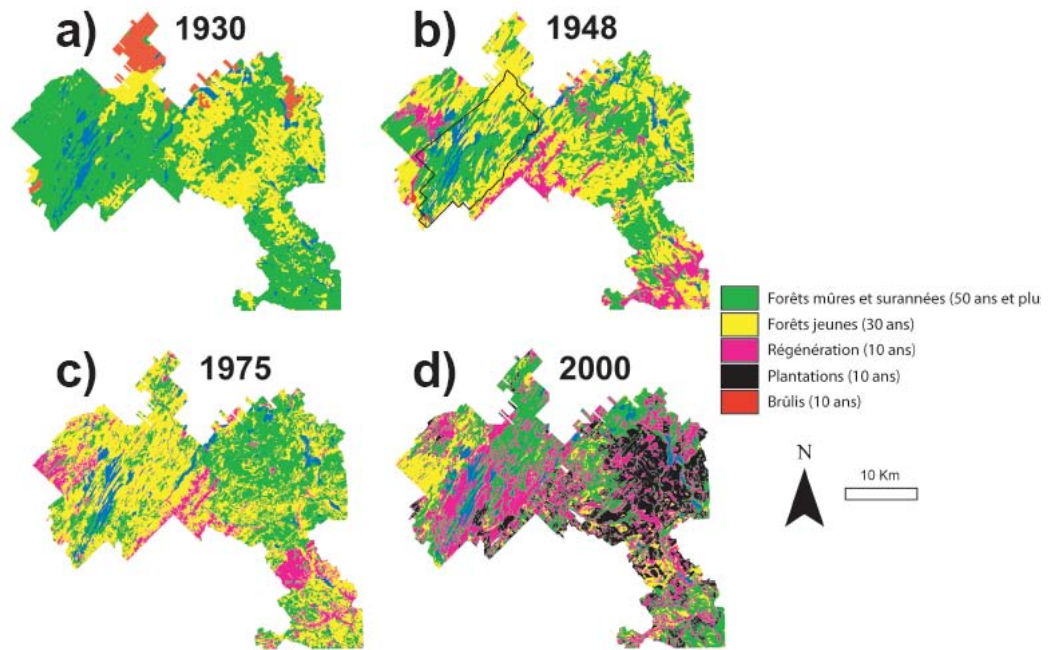 a) 1930
b) 1948
c) 1975
d) 2000
Forêts mûres et surannées (50 ans et plu
Forêts jeunes (30 ans)
Régénération (10 ans)
Plantations (10 ans)
Brûlis (10 ans)
N
10 Km